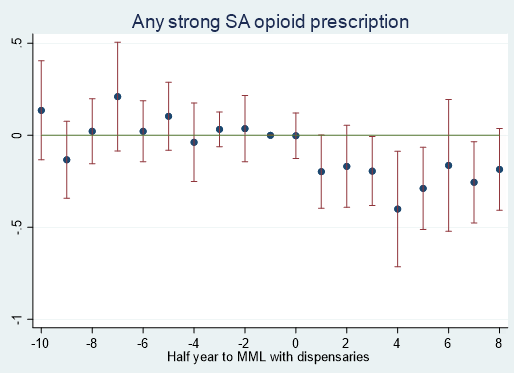 Any strong SA opioid prescription
.5
0
-.5
-1
-10 -8 -6 -4 -2 0 2 4 6 8
Half year to MML with dispensaries